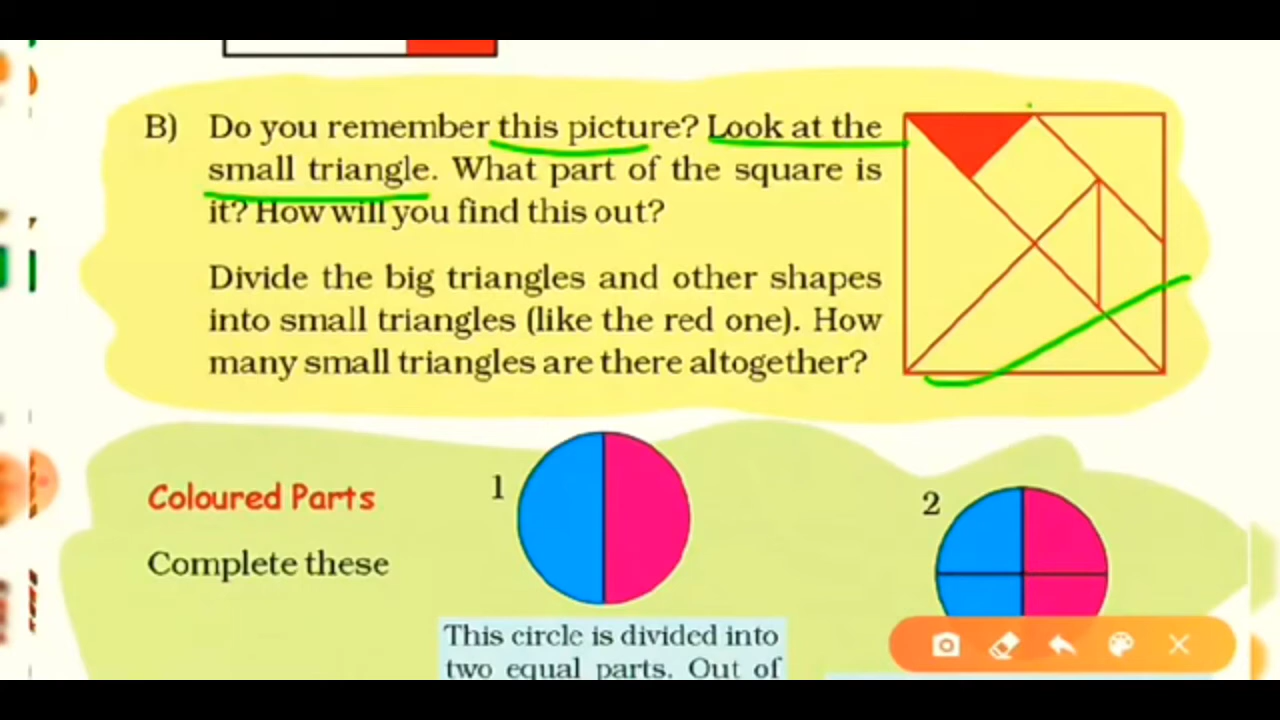 B) Do you remember this picture? Look at the
small triangle. What part of the square is
it? How will you find this out?
Divide the big triangles and other shapes
into small triangles (like the red one). How
many small triangles are there altogether?
Coloured Parts
Complete these
1
2
This circle is divided into
two equal parts. Out of